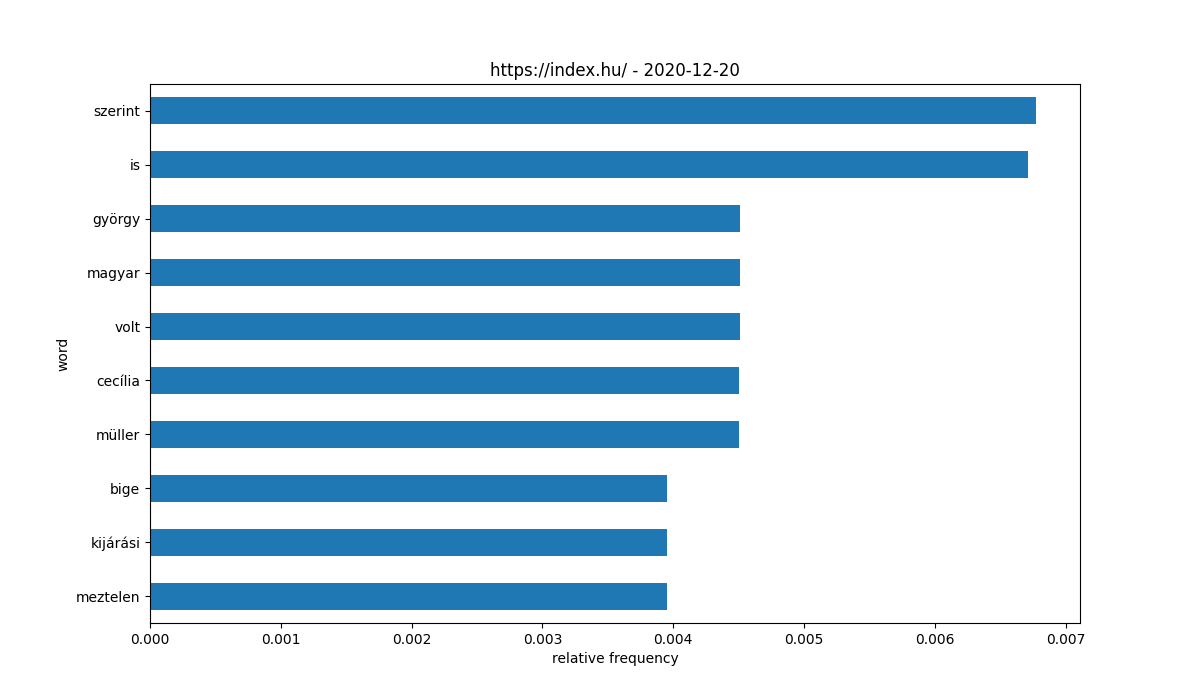 https://index.hu/ - 2020-12-20
szerint
is
györgy
magyar
volt
cecília
müller
bige
kijárási
meztelen
word
0.000 0.001 0.002 0.003 0.004 0.005 0.006 0.007
relative frequency